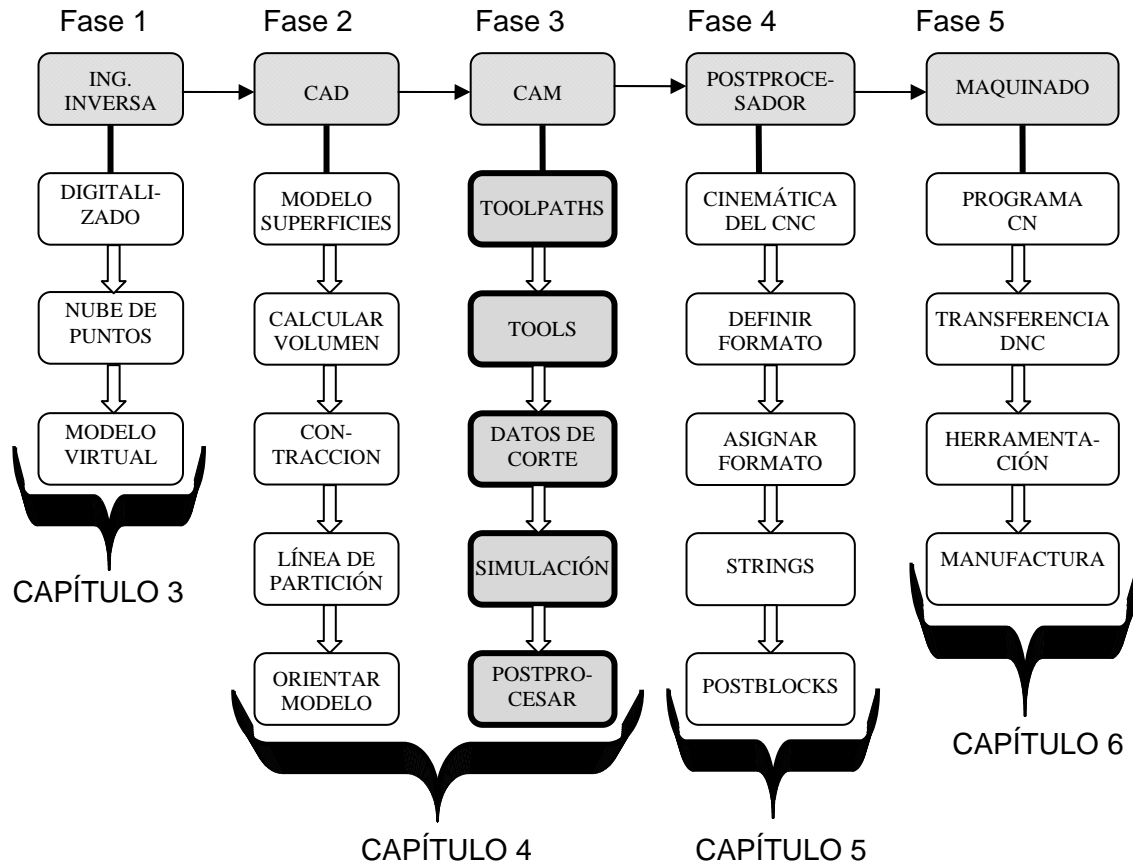 Fase 1
Fase 2
Fase 3
Fase 4
Fase 5
ING.
INVERSA
CAD
CAM
POSTPROCE-
SADOR
MAQUINADO
DIGITALI-
ZADO
NUBE DE
PUNTOS
MODELO
VIRTUAL
CAPÍTULO 3
MODELO
SUPERFICIES
CALCULAR
VOLUMEN
CON-
TRACCION
LÍNEA DE
PARTICIÓN
ORIENTAR
MODELO
TOOLPATHS
TOOLS
DATOS DE
CORTE
SIMULACIÓN
POSTPRO-
CESAR
CAPÍTULO 4
CINEMÁTICA
DEL CNC
DEFINIR
FORMATO
ASIGNAR
FORMATO
STRINGS
POSTBLOCKS
CAPÍTULO 5
PROGRAMA
CN
TRANSFERENCIA
DNC
HERRAMENTA-
CIÓN
MANUFACTURA
CAPÍTULO 6